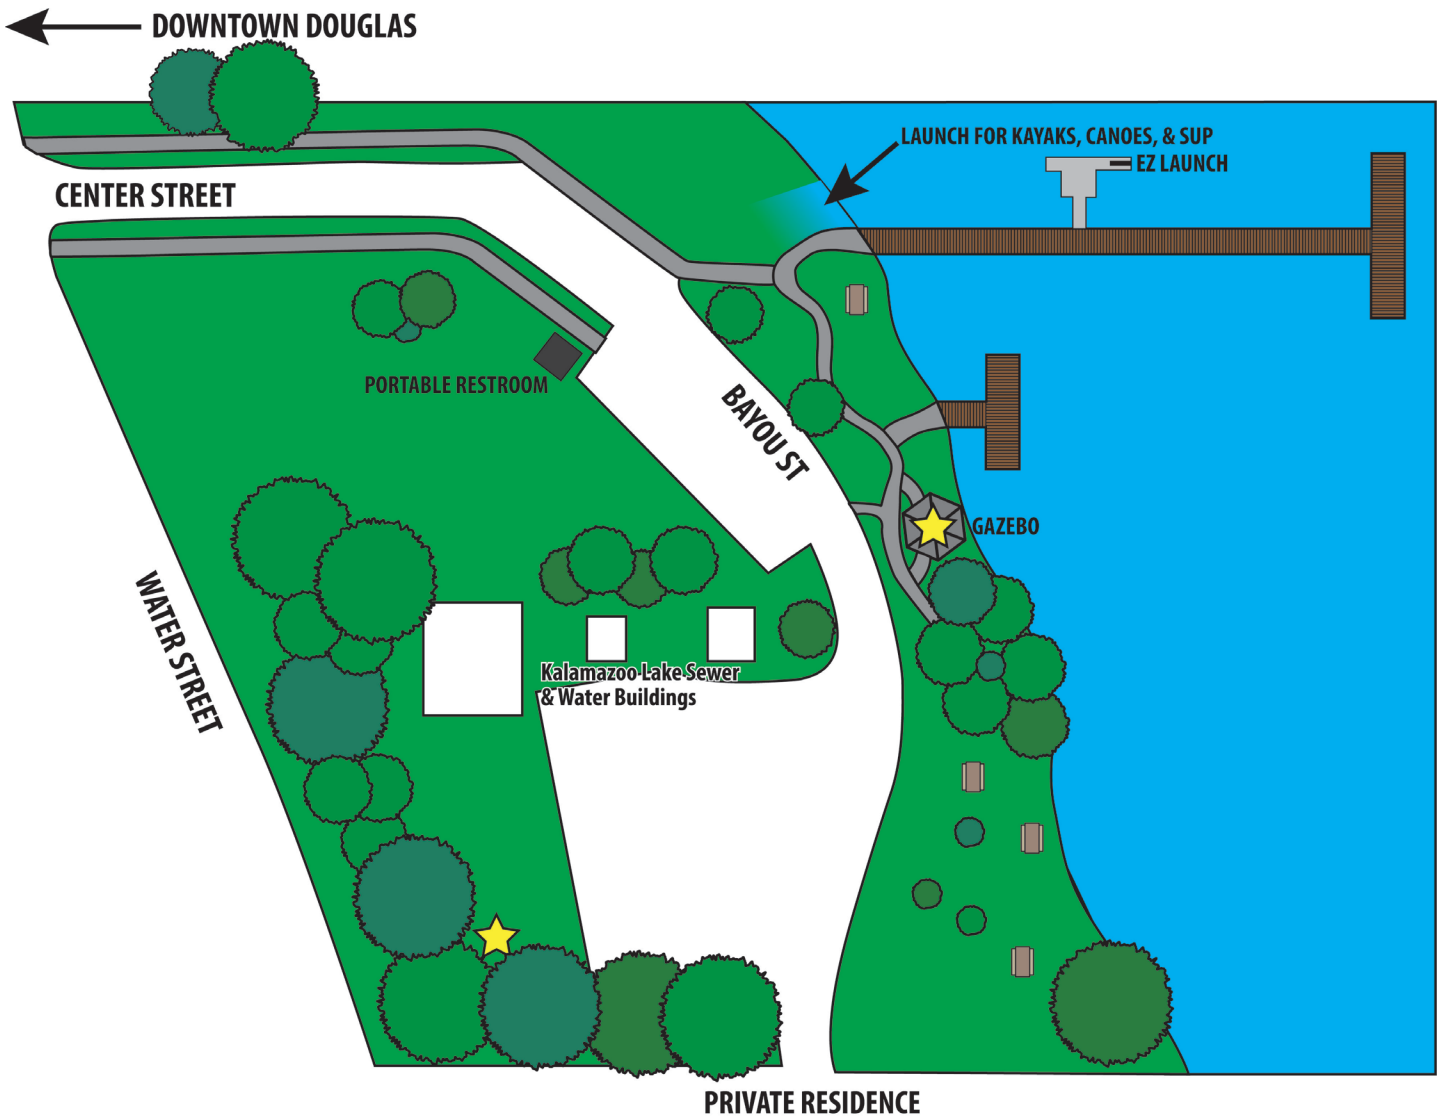 DOWNTOWN DOUGLAS
LAUNCH FOR KAYAKS, CANOES, & SUP
EZ LAUNCH
CENTER STREET
PORTABLE RESTROOM
BAYOU ST
GAZEBO
WATER STREET
Kalamazoo Lake Sewer
& Water Buildings
PRIVATE RESIDENCE